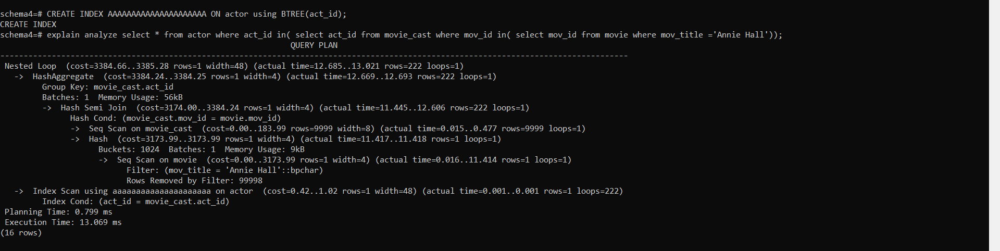 schema4=# CREATE INDEX AAAAAAAAAAAAAAAAAAAAA ON actor using BTREE(act_id);
CREATE INDEX
schema4=# explain analyze select * from actor where act_id in( select act_id from movie_cast where mov_id in( select mov_id from movie where mov_title ='Annie Hall'));
QUERY PLAN
--------------------------------------------------------------------------------------------------------------------------------------
Nested Loop  (cost=3384.66..3385.28 rows=1 width=48) (actual time=12.685..13.021 rows=222 loops=1)
->  HashAggregate  (cost=3384.24..3384.25 rows=1 width=4) (actual time=12.669..12.693 rows=222 loops=1)
Group Key: movie_cast.act_id
Batches: 1  Memory Usage: 56kB
->  Hash Semi Join  (cost=3174.00..3384.24 rows=1 width=4) (actual time=11.445..12.606 rows=222 loops=1)
Hash Cond: (movie_cast.mov_id = movie.mov_id)
->  Seq Scan on movie_cast  (cost=0.00..183.99 rows=9999 width=8) (actual time=0.015..0.477 rows=9999 loops=1)
->  Hash  (cost=3173.99..3173.99 rows=1 width=4) (actual time=11.417..11.418 rows=1 loops=1)
Buckets: 1024  Batches: 1  Memory Usage: 9kB
->  Seq Scan on movie  (cost=0.00..3173.99 rows=1 width=4) (actual time=0.016..11.414 rows=1 loops=1)
Filter: (mov_title = 'Annie Hall'::bpchar)
Rows Removed by Filter: 99998
->  Index Scan using aaaaaaaaaaaaaaaaaaaaa on actor  (cost=0.42..1.02 rows=1 width=48) (actual time=0.001..0.001 rows=1 loops=222)
Index Cond: (act_id = movie_cast.act_id)
Planning Time: 0.799 ms
Execution Time: 13.069 ms
(16 rows)